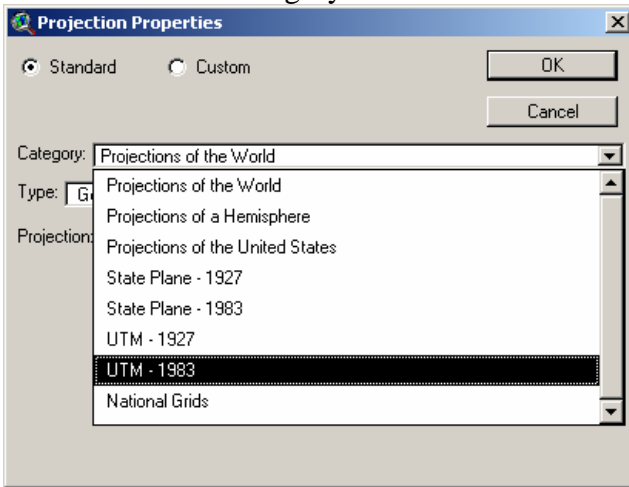 Projection Properties
Standard
Custom
OK
Cancel
Category:
Projections of the World
Type:
Projections of the World
Projections of a Hemisphere
Projection:
Projections of the United States
State Plane - 1927
State Plane - 1983
UTM - 1927
UTM - 1983
National Grids